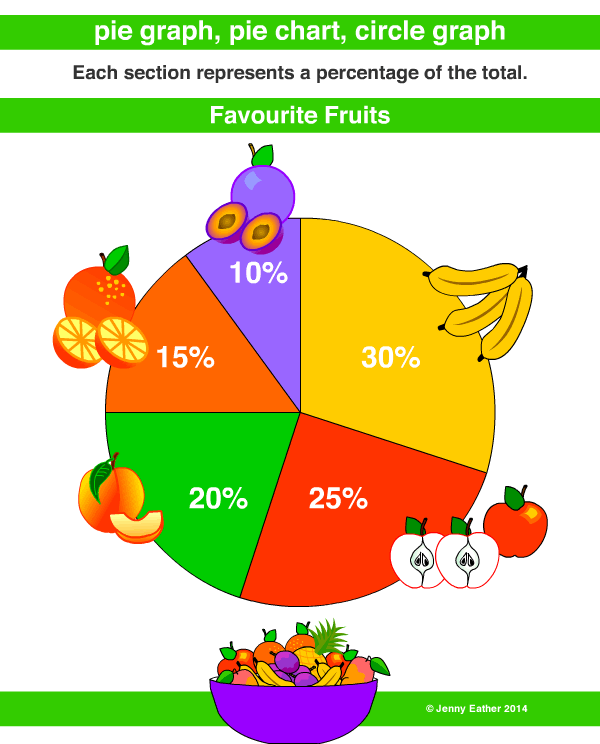 pie graph, pie chart, circle graph
Each section represents a percentage of the total.
Favourite Fruits
10%
30%
15%
20%
25%
© Jenny Eather 2014